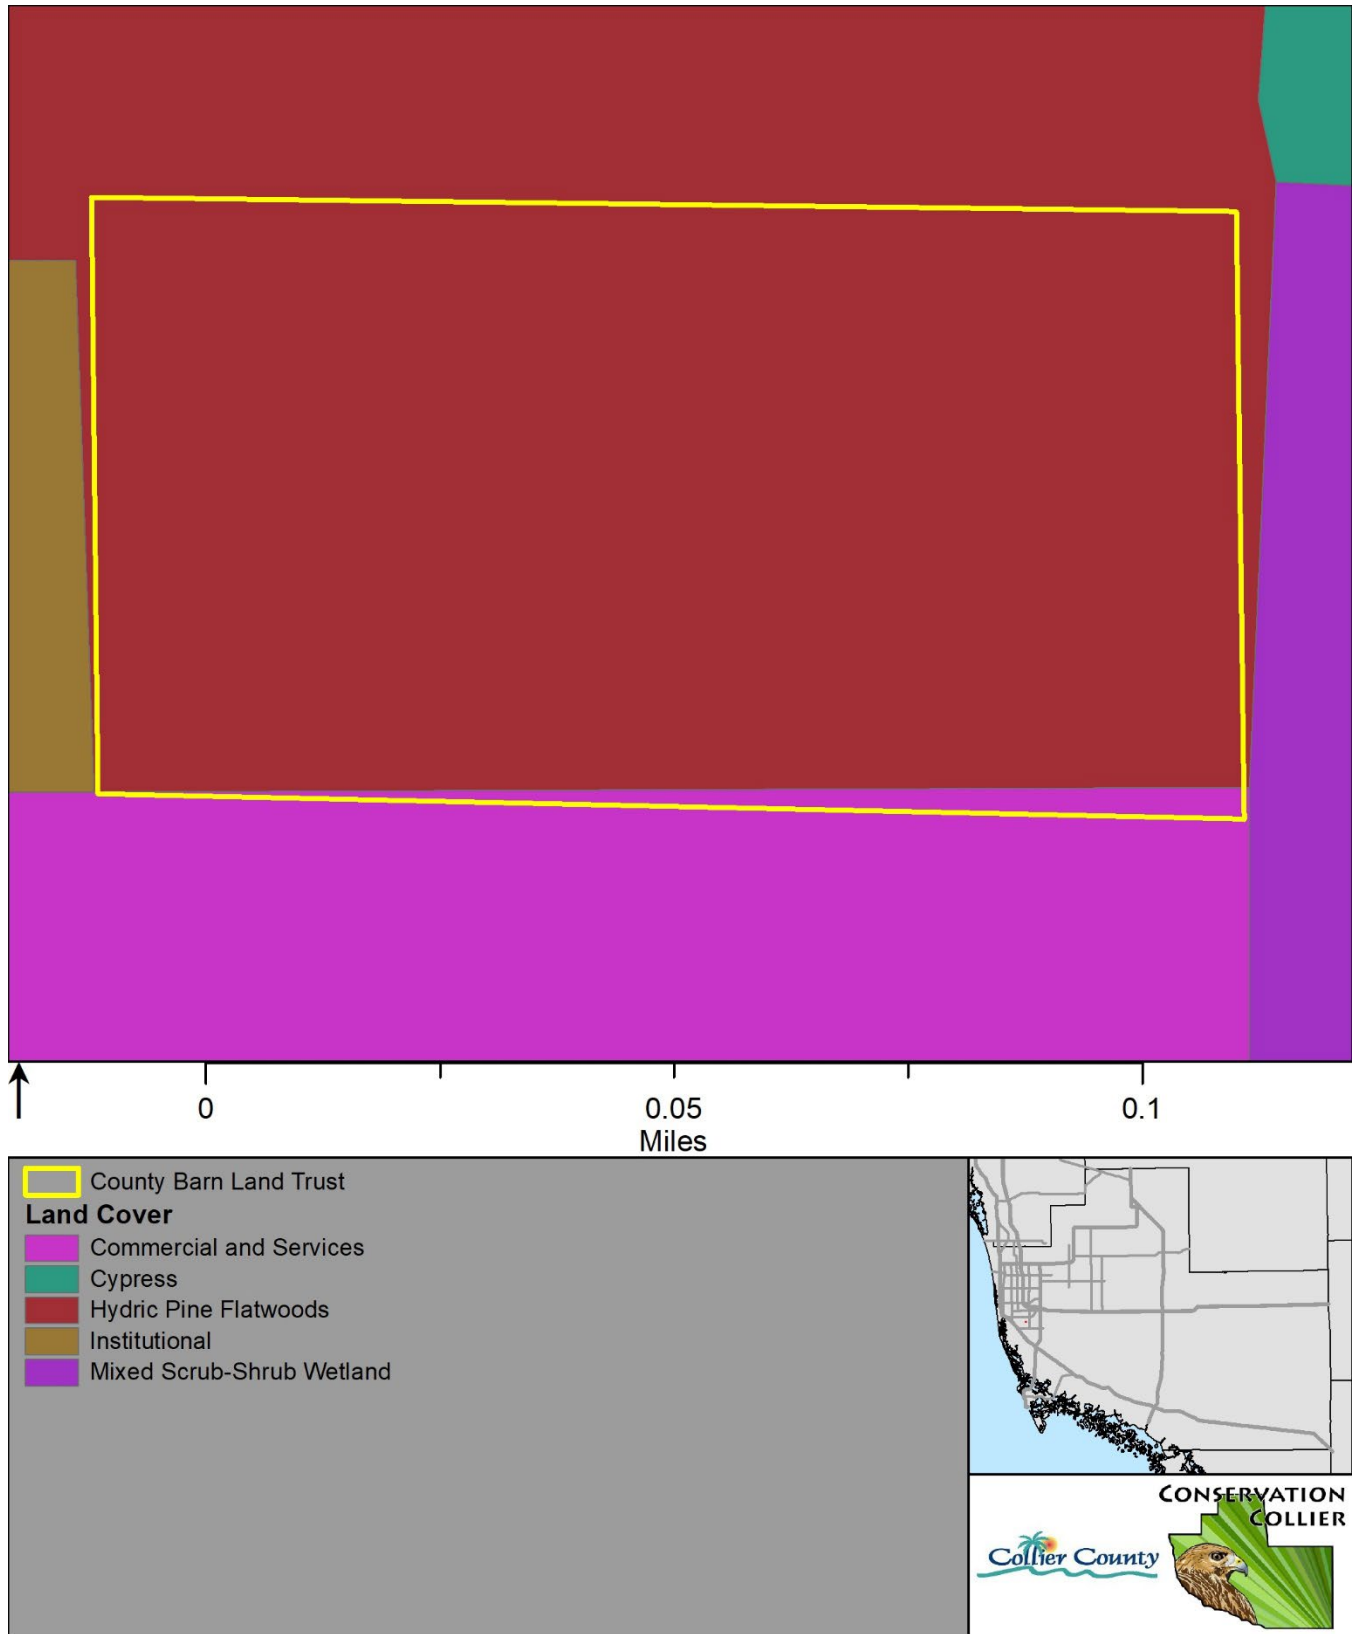 0 0.05 0.1
Miles
County Barn Land Trust
Land Cover
Commercial and Services
Cypress
Hydric Pine Flatwoods
Institutional
Mixed Scrub-Shrub Wetland
CONSERVATION
COLLIER
Collier County